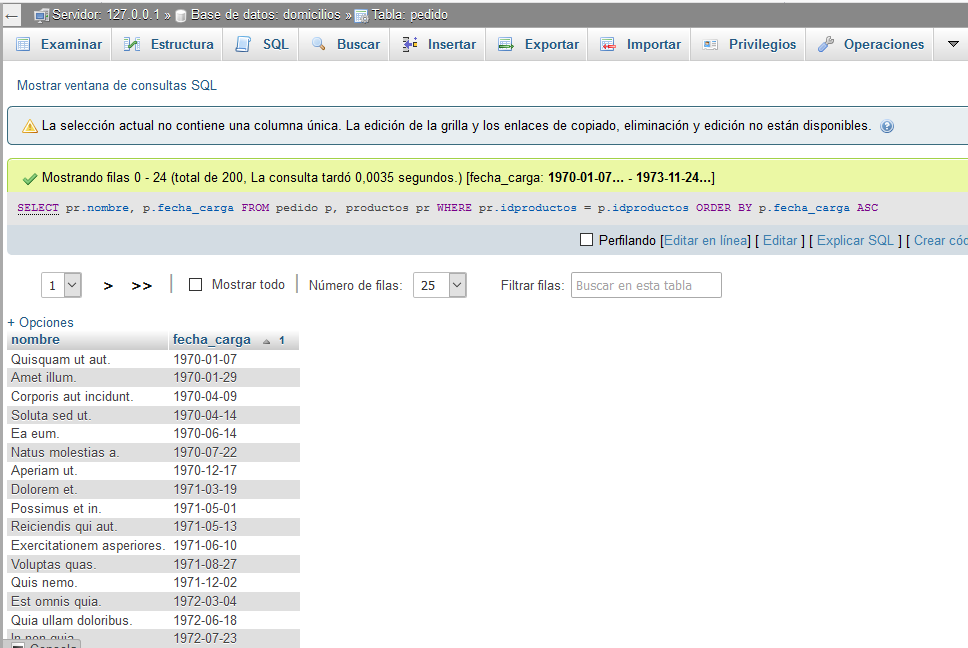 Servidor: 127.0.0.1 » Base de datos: domicilios » Tabla: pedido
Examinar Estructura SQL Buscar Insertar Exportar Importar Privilegios Operaciones
Mostrar ventana de consultas SQL
La selección actual no contiene una columna única. La edición de la grilla y los enlaces de copiado, eliminación y edición no están disponibles.
Mostrando filas 0 - 24 (total de 200, La consulta tardó 0,0035 segundos.) [fecha_carga: 1970-01-07... - 1973-11-24...]
SELECT pr.nombre, p.fecha_carga FROM pedido p, productos pr WHERE pr.idproductos = p.idproductos ORDER BY p.fecha_carga ASC
Perfilando [Editar en línea] [ Editar ] [ Explicar SQL ] [ Crear cód
1 > >> Mostrar todo Número de filas: 25 Filtrar filas: Buscar en esta tabla
+ Opciones
nombre fecha_carga 1
Quisquam ut aut. 1970-01-07
Amet illum. 1970-01-29
Corporis aut incidunt. 1970-04-09
Soluta sed ut. 1970-04-14
Ea eum. 1970-06-14
Natus molestias a. 1970-07-22
Aperiam ut. 1970-12-17
Dolorem et. 1971-03-19
Possimus et in. 1971-05-01
Reiciendis qui aut. 1971-05-13
Exercitationem asperiores. 1971-06-10
Voluptas quas. 1971-08-27
Quis nemo. 1971-12-02
Est omnis quia. 1972-03-04
Quia ullam doloribus. 1972-06-18
In non quia. 1972-07-23
Consola